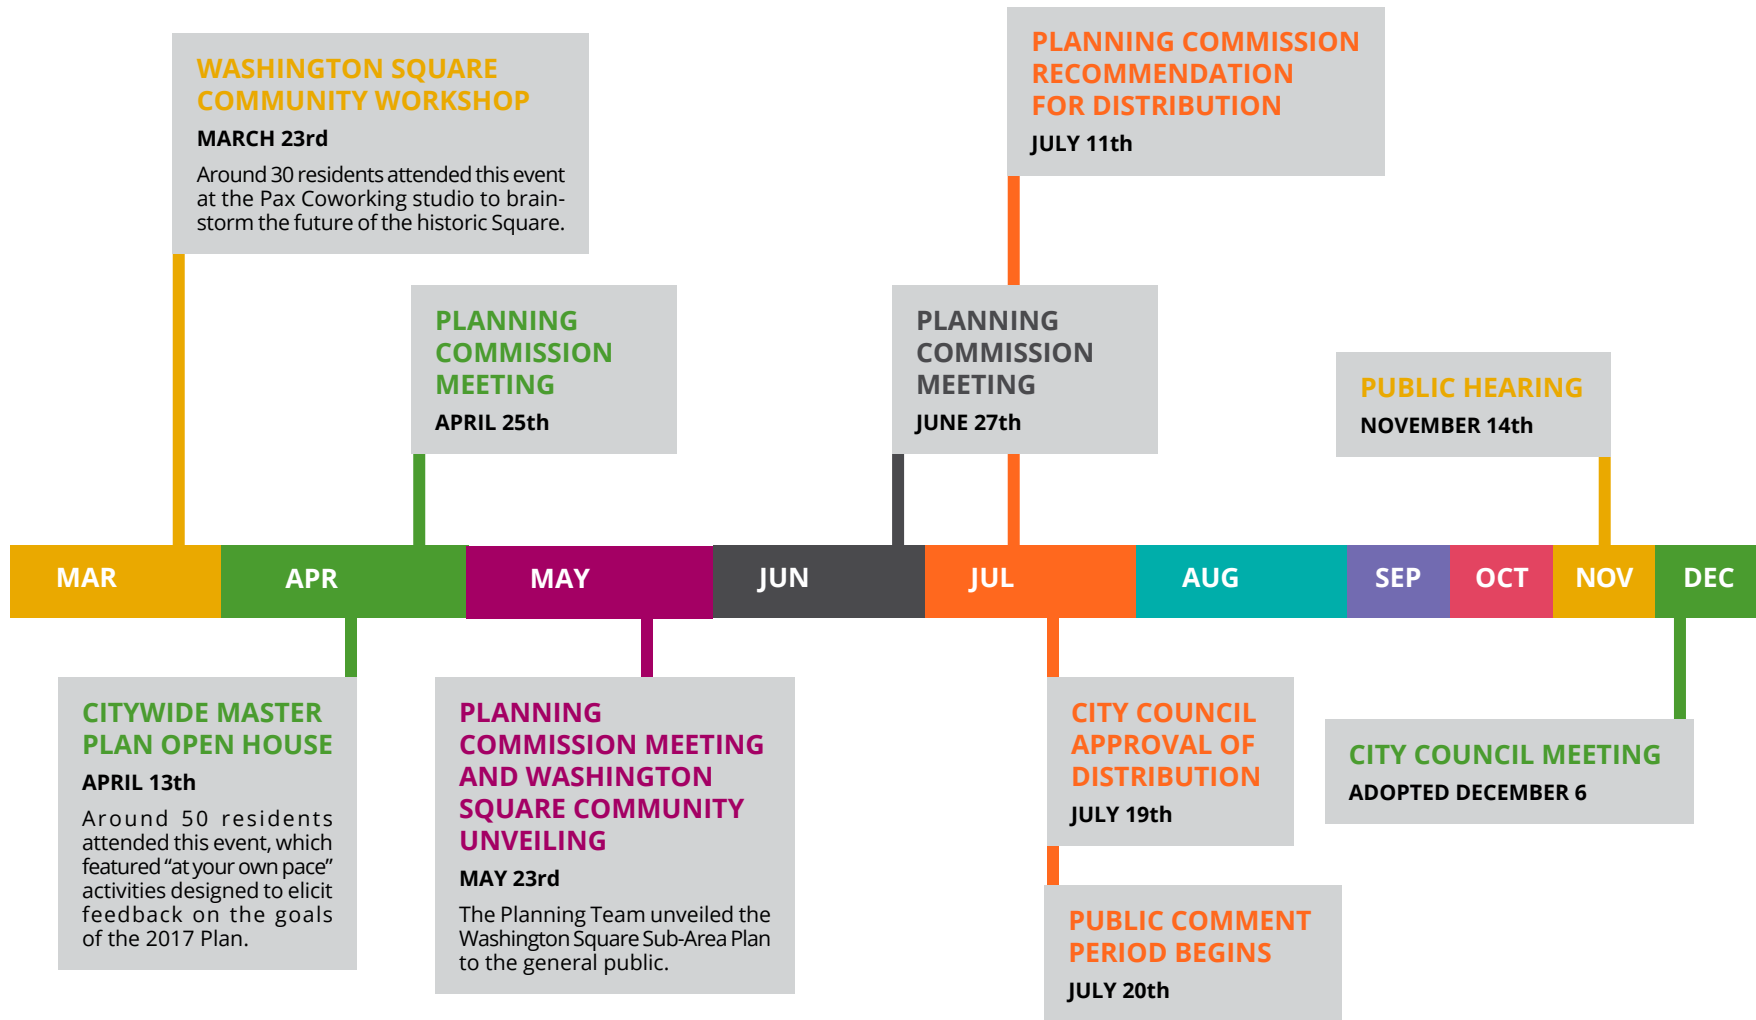 WASHINGTON SQUARE
COMMUNITY WORKSHOP
MARCH 23rd
Around 30 residents attended this event
at the Pax Coworking studio to brain-
storm the future of the historic Square.
PLANNING COMMISSION
RECOMMENDATION
FOR DISTRIBUTION
JULY 11th
PLANNING
COMMISSION
MEETING
APRIL 25th
PLANNING
COMMISSION
MEETING
JUNE 27th
PUBLIC HEARING
NOVEMBER 14th
MAR
APR
MAY
JUN
JUL
AUG
SEP
OCT
NOV
DEC
CITYWIDE MASTER
PLAN OPEN HOUSE
APRIL 13th
Around 50 residents
attended this event, which
featured “at your own pace”
activities designed to elicit
feedback on the goals
of the 2017 Plan.
PLANNING
COMMISSION MEETING
AND WASHINGTON
SQUARE COMMUNITY
UNVEILING
MAY 23rd
The Planning Team unveiled the
Washington Square Sub-Area Plan
to the general public.
CITY COUNCIL
APPROVAL OF
DISTRIBUTION
JULY 19th
PUBLIC COMMENT
PERIOD BEGINS
JULY 20th
CITY COUNCIL MEETING
ADOPTED DECEMBER 6